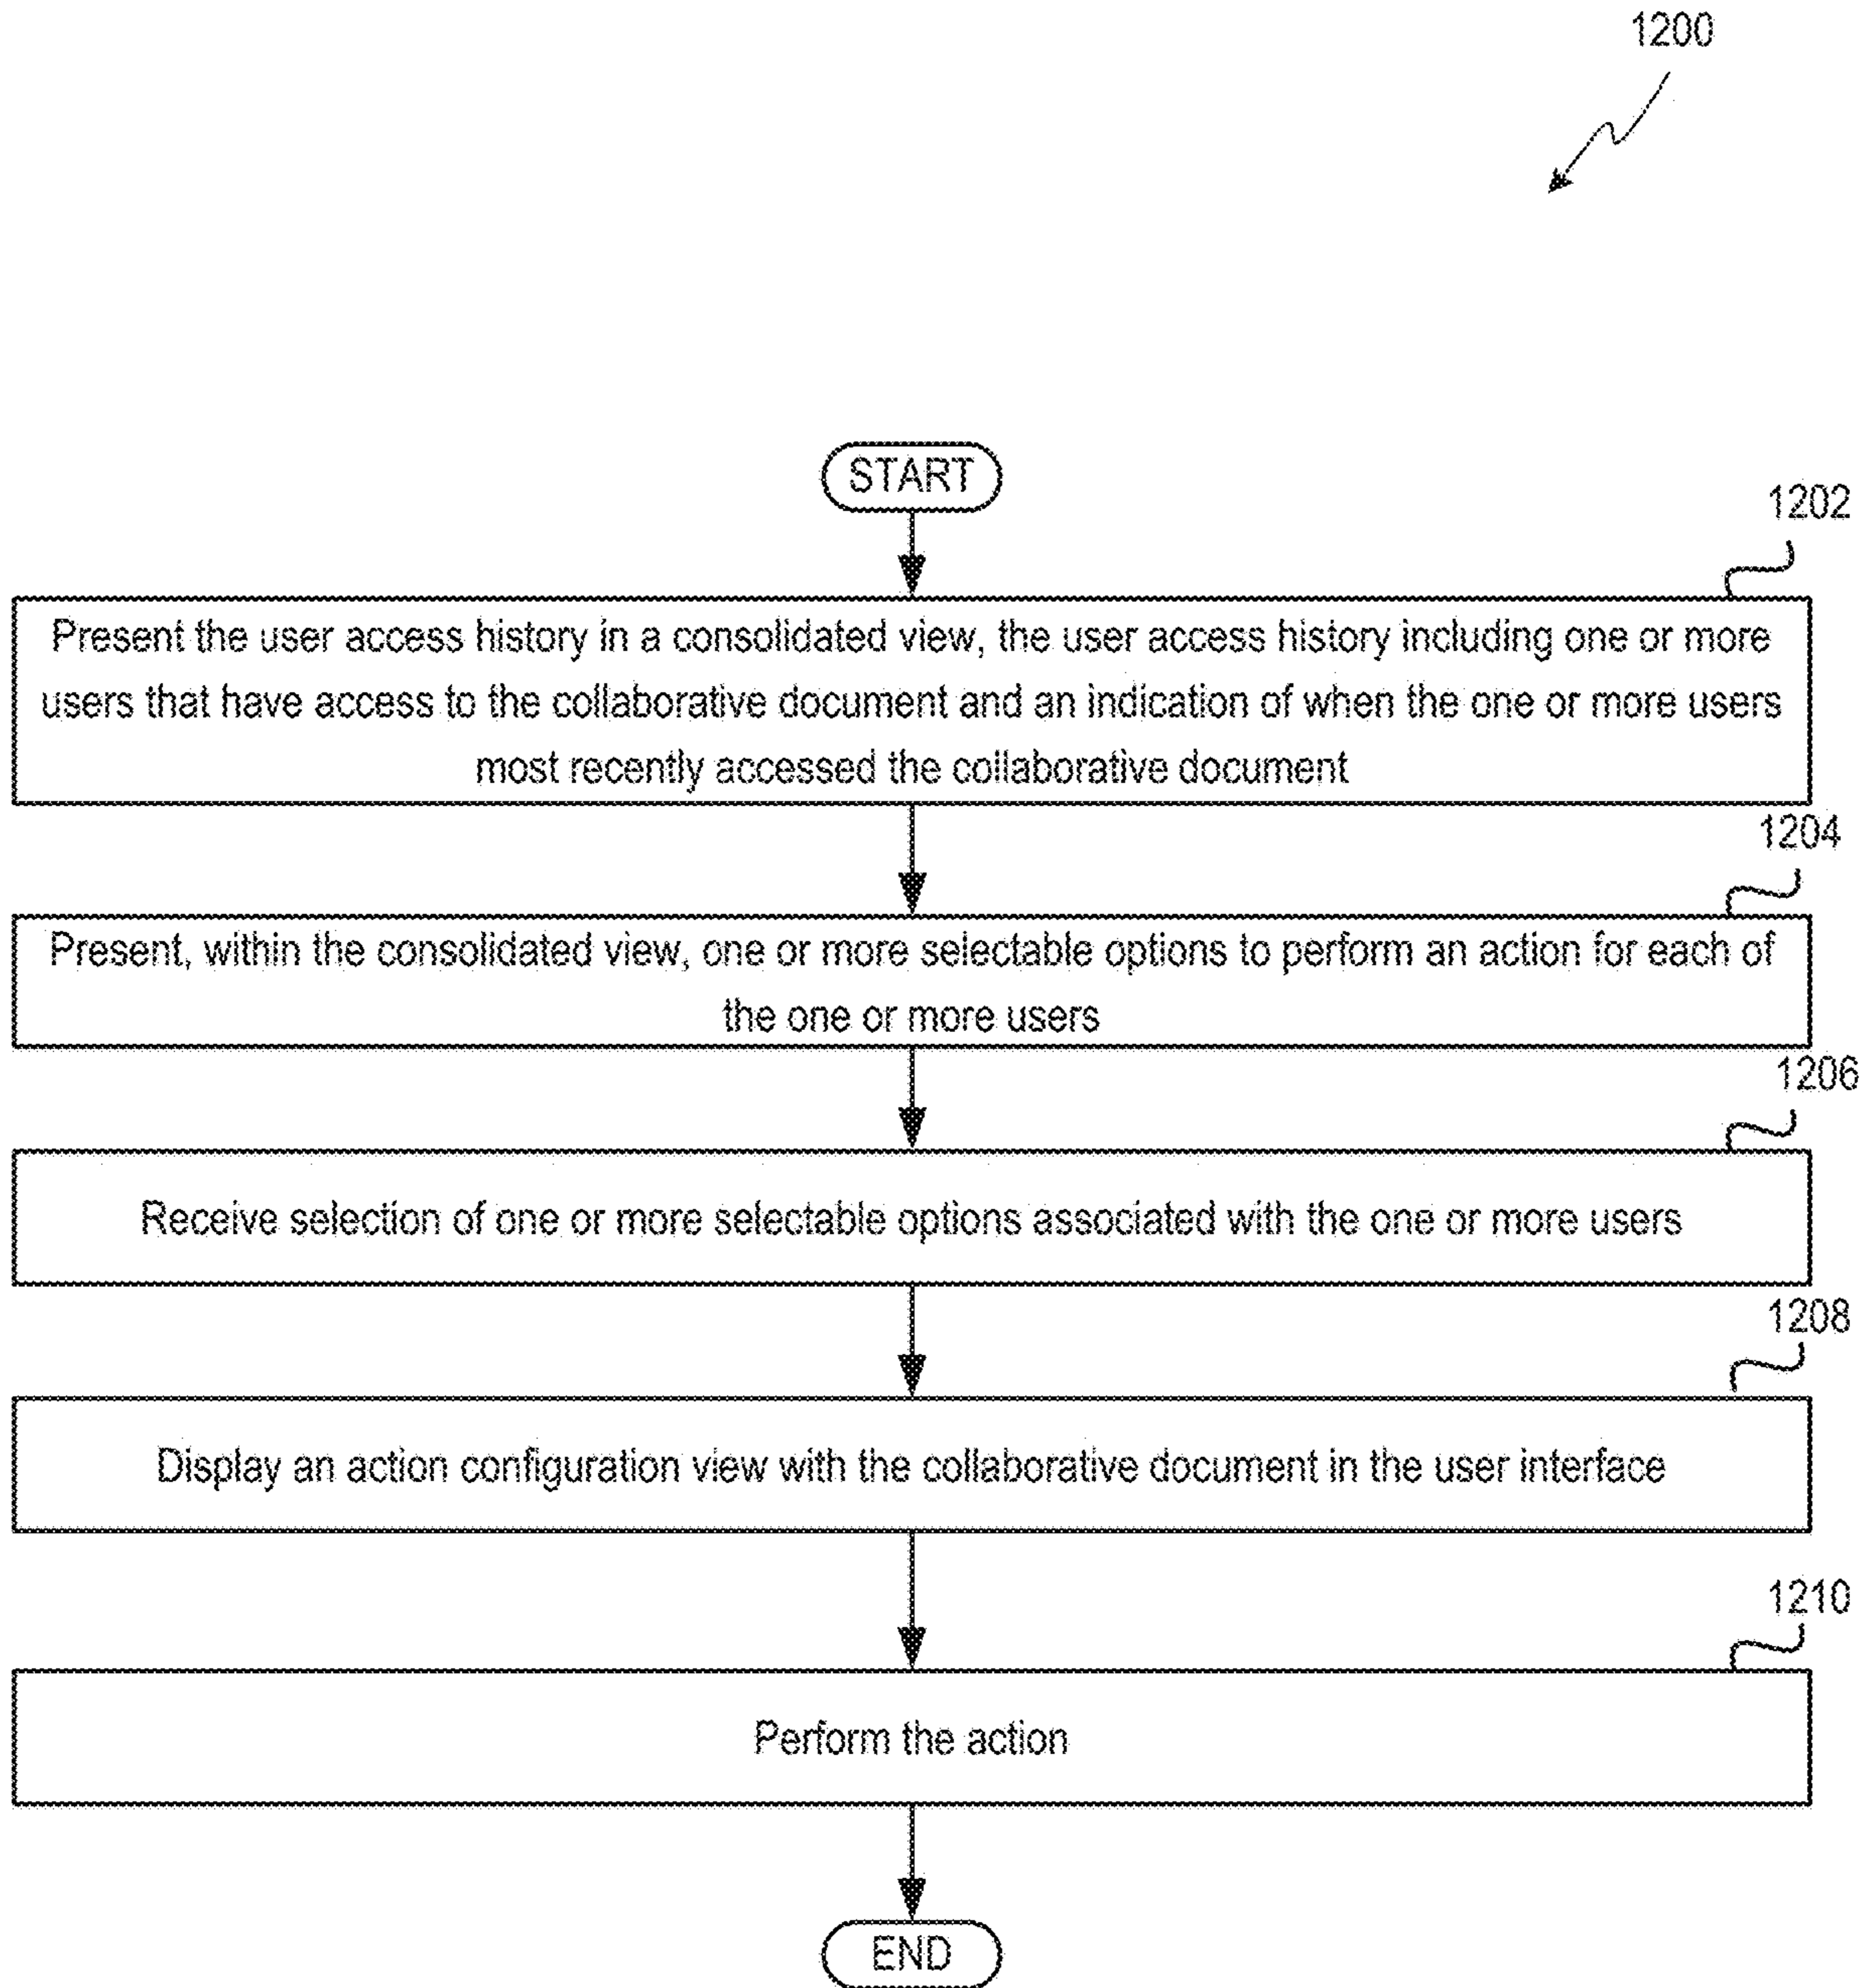 1200
START
1202
Present the user access history in a consolidated view, the user access history including one or more
users that have access to the collaborative document and an indication of when the one or more users
most recently accessed the collaborative document
1204
Present, within the consolidated view, one or more selectable options to perform an action for each of
the one or more users
1206
Receive selection of one or more selectable options associated with the one or more users
1208
Display an action configuration view with the collaborative document in the user interface
1210
Perform the action
END